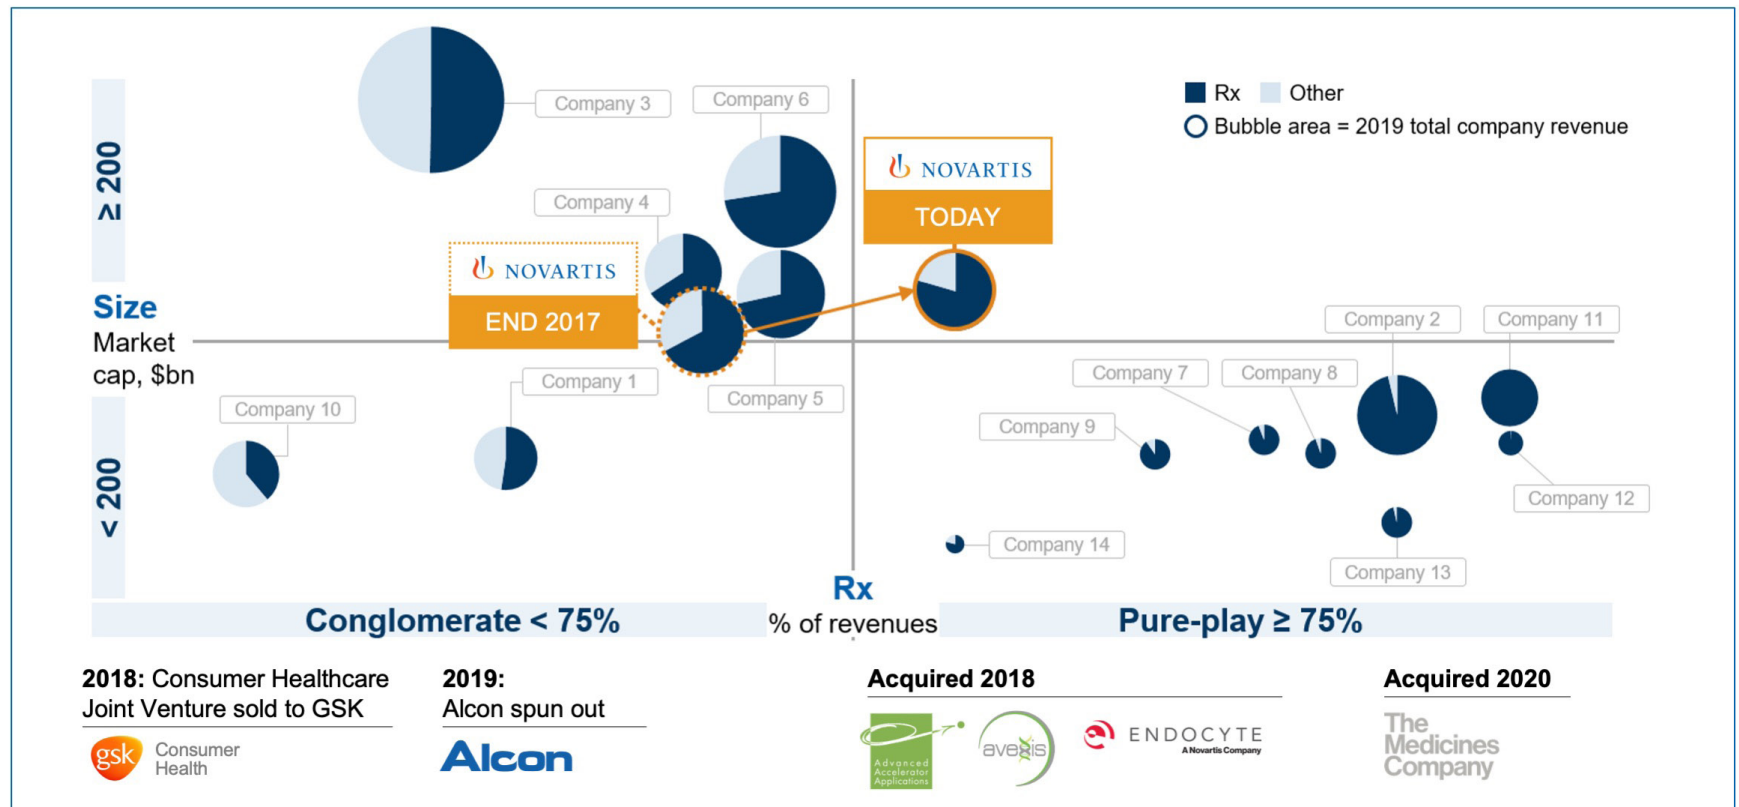 Company 3
Company 6
Rx
Other
Bubble area = 2019 total company revenue
≥ 200
NOVARTIS
TODAY
Company 4
NOVARTIS
END 2017
Size
Market
cap, $bn
Company 2
Company 11
Company 1
Company 5
Company 7
Company 8
Company 10
Company 9
< 200
Company 12
Company 14
Company 13
Rx
% of revenues
Conglomerate < 75%
Pure-play ≥ 75%
2018: Consumer Healthcare
Joint Venture sold to GSK
gsk
Consumer
Health
2019:
Alcon spun out
Alcon
Acquired 2018
Advanced
Accelerator
Applications
avexis
ENDOCYTE
A Novartis Company
Acquired 2020
The
Medicines
Company